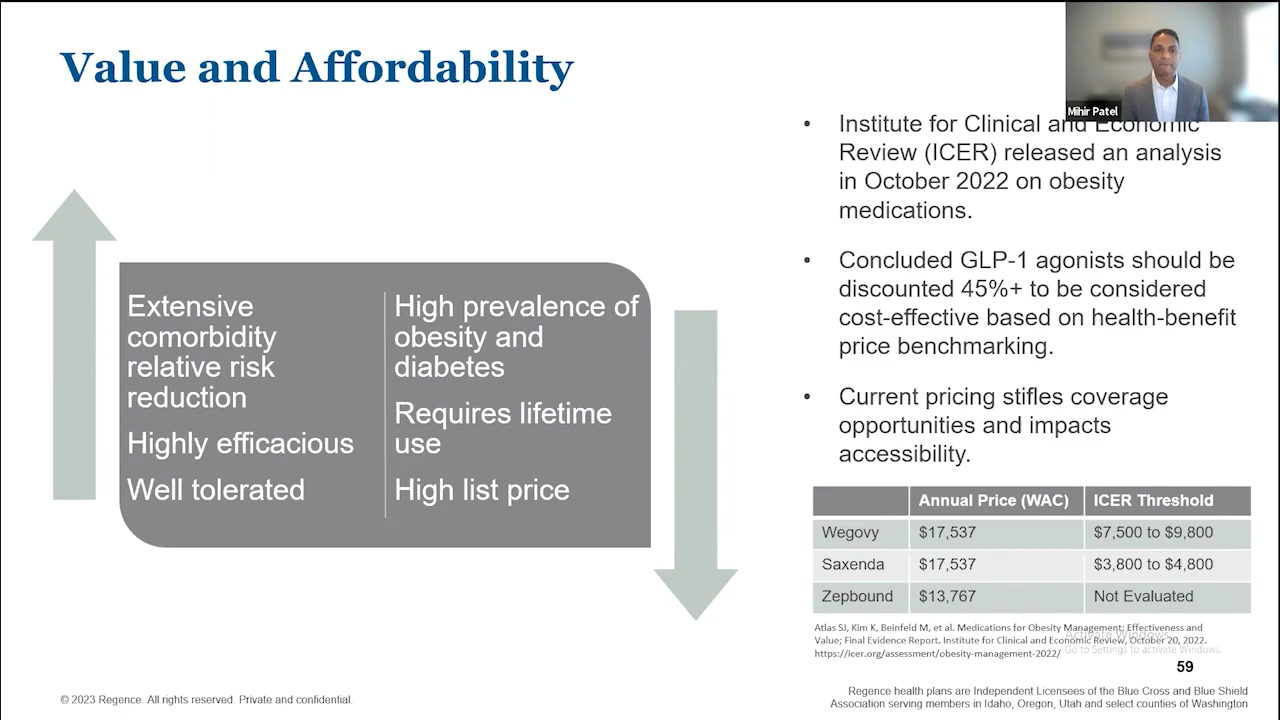 Value and Affordability
Mihir Patel
Extensive
comorbidity
relative risk
reduction
Highly efficacious
Well tolerated
High prevalence of
obesity and
diabetes
Requires lifetime
use
High list price
• Institute for Clinical and Economic
Review (ICER) released an analysis
in October 2022 on obesity
medications.
• Concluded GLP-1 agonists should be
discounted 45%+ to be considered
cost-effective based on health-benefit
price benchmarking.
• Current pricing stifles coverage
opportunities and impacts
accessibility.
Annual Price (WAC) ICER Threshold
Wegovy $17,537 $7,500 to $9,800
Saxenda $17,537 $3,800 to $4,800
Zepbound $13,767 Not Evaluated
Atlas SJ, Kim K, Beinfeld M, et al. Medications for Obesity Management: Effectiveness and
Value; Final Evidence Report. Institute for Clinical and Economic Review, October 20, 2022.
https://icer.org/assessment/obesity-management-2022/
Activate Windows
Go to Settings to activate Windows.
59
© 2023 Regence. All rights reserved. Private and confidential.
Regence health plans are Independent Licensees of the Blue Cross and Blue Shield
Association serving members in Idaho, Oregon, Utah and select counties of Washington